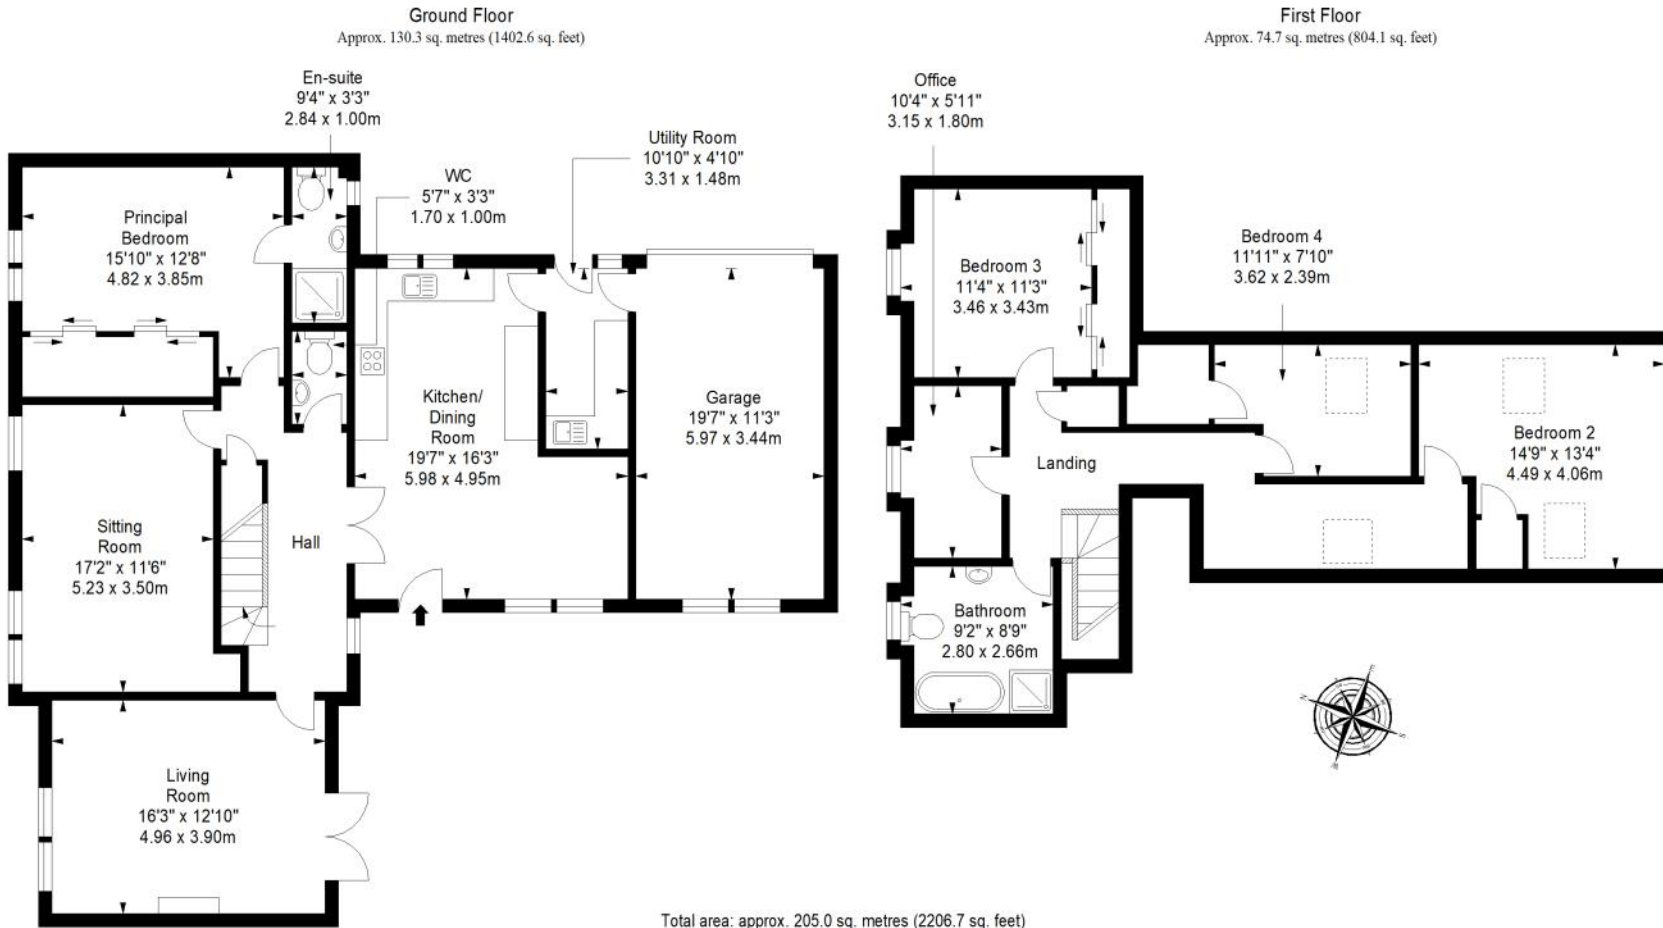 Ground Floor
Approx. 130.3 sq. metres (1402.6 sq. feet)
First Floor
Approx. 74.7 sq. metres (804.1 sq. feet)
En-suite
9'4" x 3'3"
2.84 x 1.00m
WC
5'7" x 3'3"
1.70 x 1.00m
Utility Room
10'10" x 4'10"
3.31 x 1.48m
Principal
Bedroom
15'10" x 12'8"
4.82 x 3.85m
Kitchen/
Dining
Room
19'7" x 16'3"
5.98 x 4.95m
Garage
19'7" x 11'3"
5.97 x 3.44m
Sitting
Room
17'2" x 11'6"
5.23 x 3.50m
Hall
Living
Room
16'3" x 12'10"
4.96 x 3.90m
Office
10'4" x 5'11"
3.15 x 1.80m
Bedroom 3
11'4" x 11'3"
3.46 x 3.43m
Bedroom 4
11'11" x 7'10"
3.62 x 2.39m
Bedroom 2
14'9" x 13'4"
4.49 x 4.06m
Landing
Bathroom
9'2" x 8'9"
2.80 x 2.66m
N
E
S
W
Total area: approx. 205.0 sq. metres (2206.7 sq. feet)